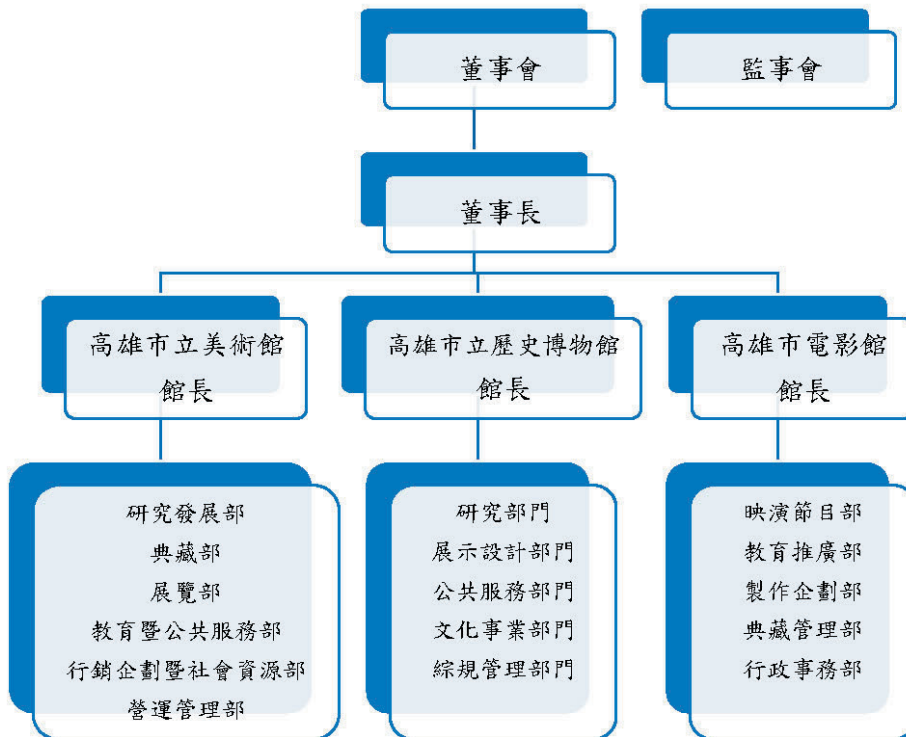 董事會
監事會
董事長
高雄市立美術館
館長
高雄市立歷史博物館
館長
高雄市電影館
館長
研究發展部
典藏部
展覽部
教育暨公共服務部
行銷企劃暨社會資源部
營運管理部
研究部門
展示設計部門
公共服務部門
文化事業部門
綜規管理部門
映演節目部
教育推廣部
製作企劃部
典藏管理部
行政事務部